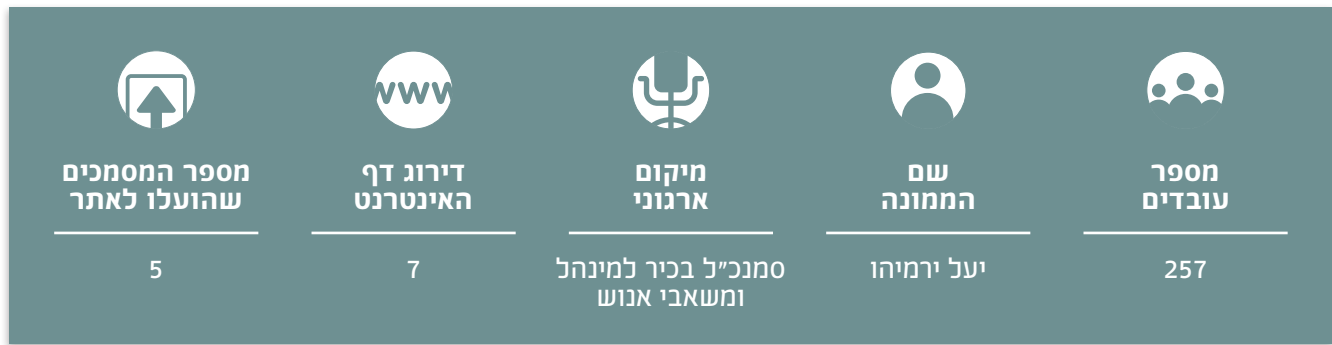 מספר
עובדים
257
שם
הממונה
יעל ירמיהו
מיקום
ארגוני
סמנכ״ל בכיר למינהל
ומשאבי אנוש
www
דירוג דף
האינטרנט
7
מספר המסמכים
שהועלו לאתר
5